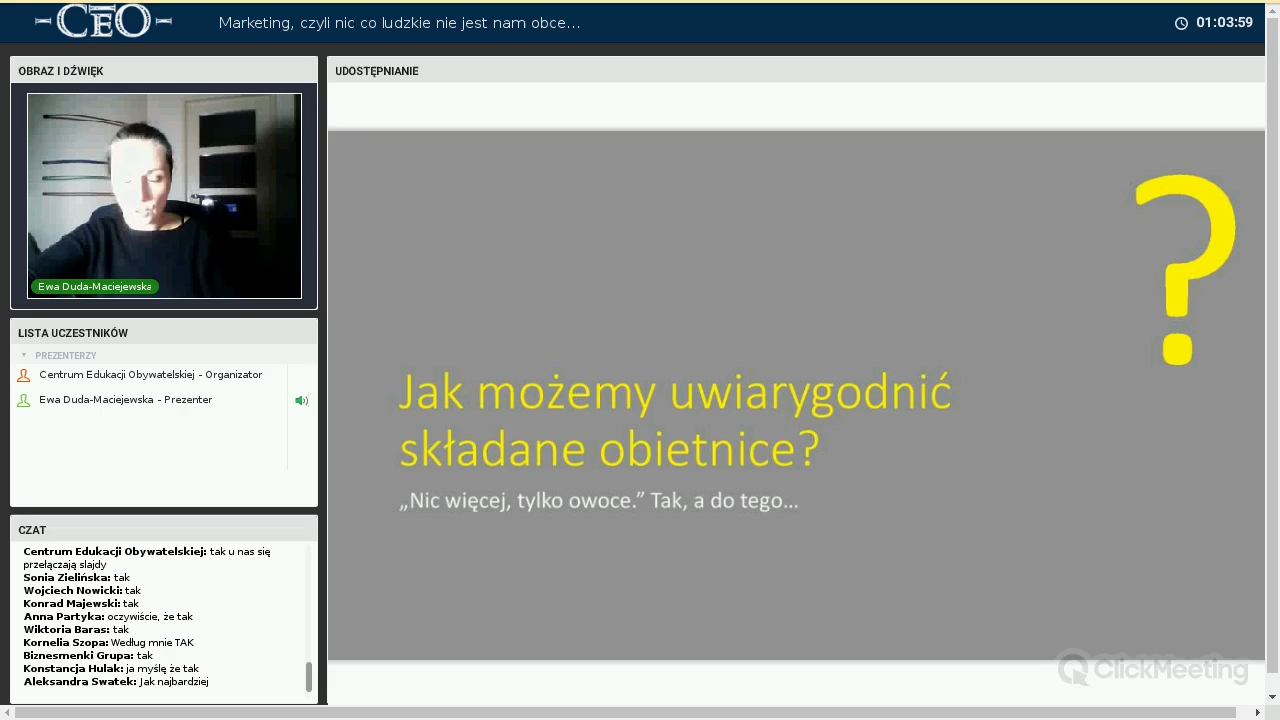 CEO
Marketing, czyli nic co ludzkie nie jest nam obce...
01:03:59
OBRAZ I DŹWIĘK
Ewa Duda-Maciejewska
LISTA UCZESTNIKÓW
PREZENTERZY
Centrum Edukacji Obywatelskiej - Organizator
Ewa Duda-Maciejewska - Prezenter
CZAT
Centrum Edukacji Obywatelskiej: tak u nas się
przełączają slajdy
Sonia Zielińska: tak
Wojciech Nowicki: tak
Konrad Majewski: tak
Anna Partyka: oczywiście, że tak
Wiktoria Baras: tak
Kornelia Szopa: Według mnie TAK
Biznesmenki Grupa: tak
Konstancja Hulak: ja myślę że tak
Aleksandra Swatek: Jak najbardziej
UDOSTĘPNIANIE
?
Jak możemy uwiarygodnić
składane obietnice?
„Nic więcej, tylko owoce.” Tak, a do tego...
ClickMeeting